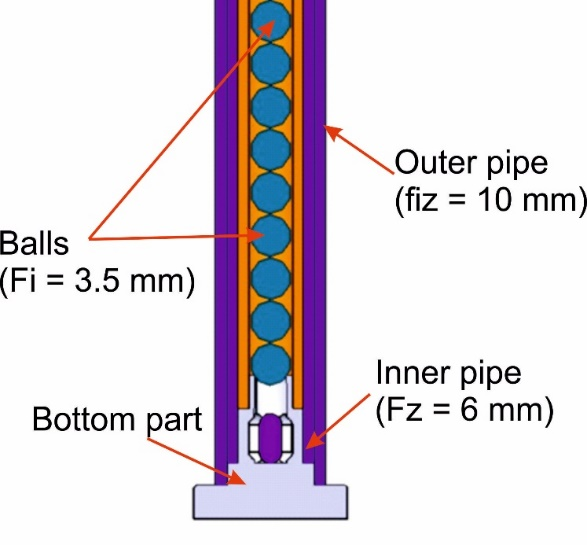 Outer pipe
(fiz = 10 mm)
Balls
(Fi = 3.5 mm)
Inner pipe
(Fz = 6 mm)
Bottom part